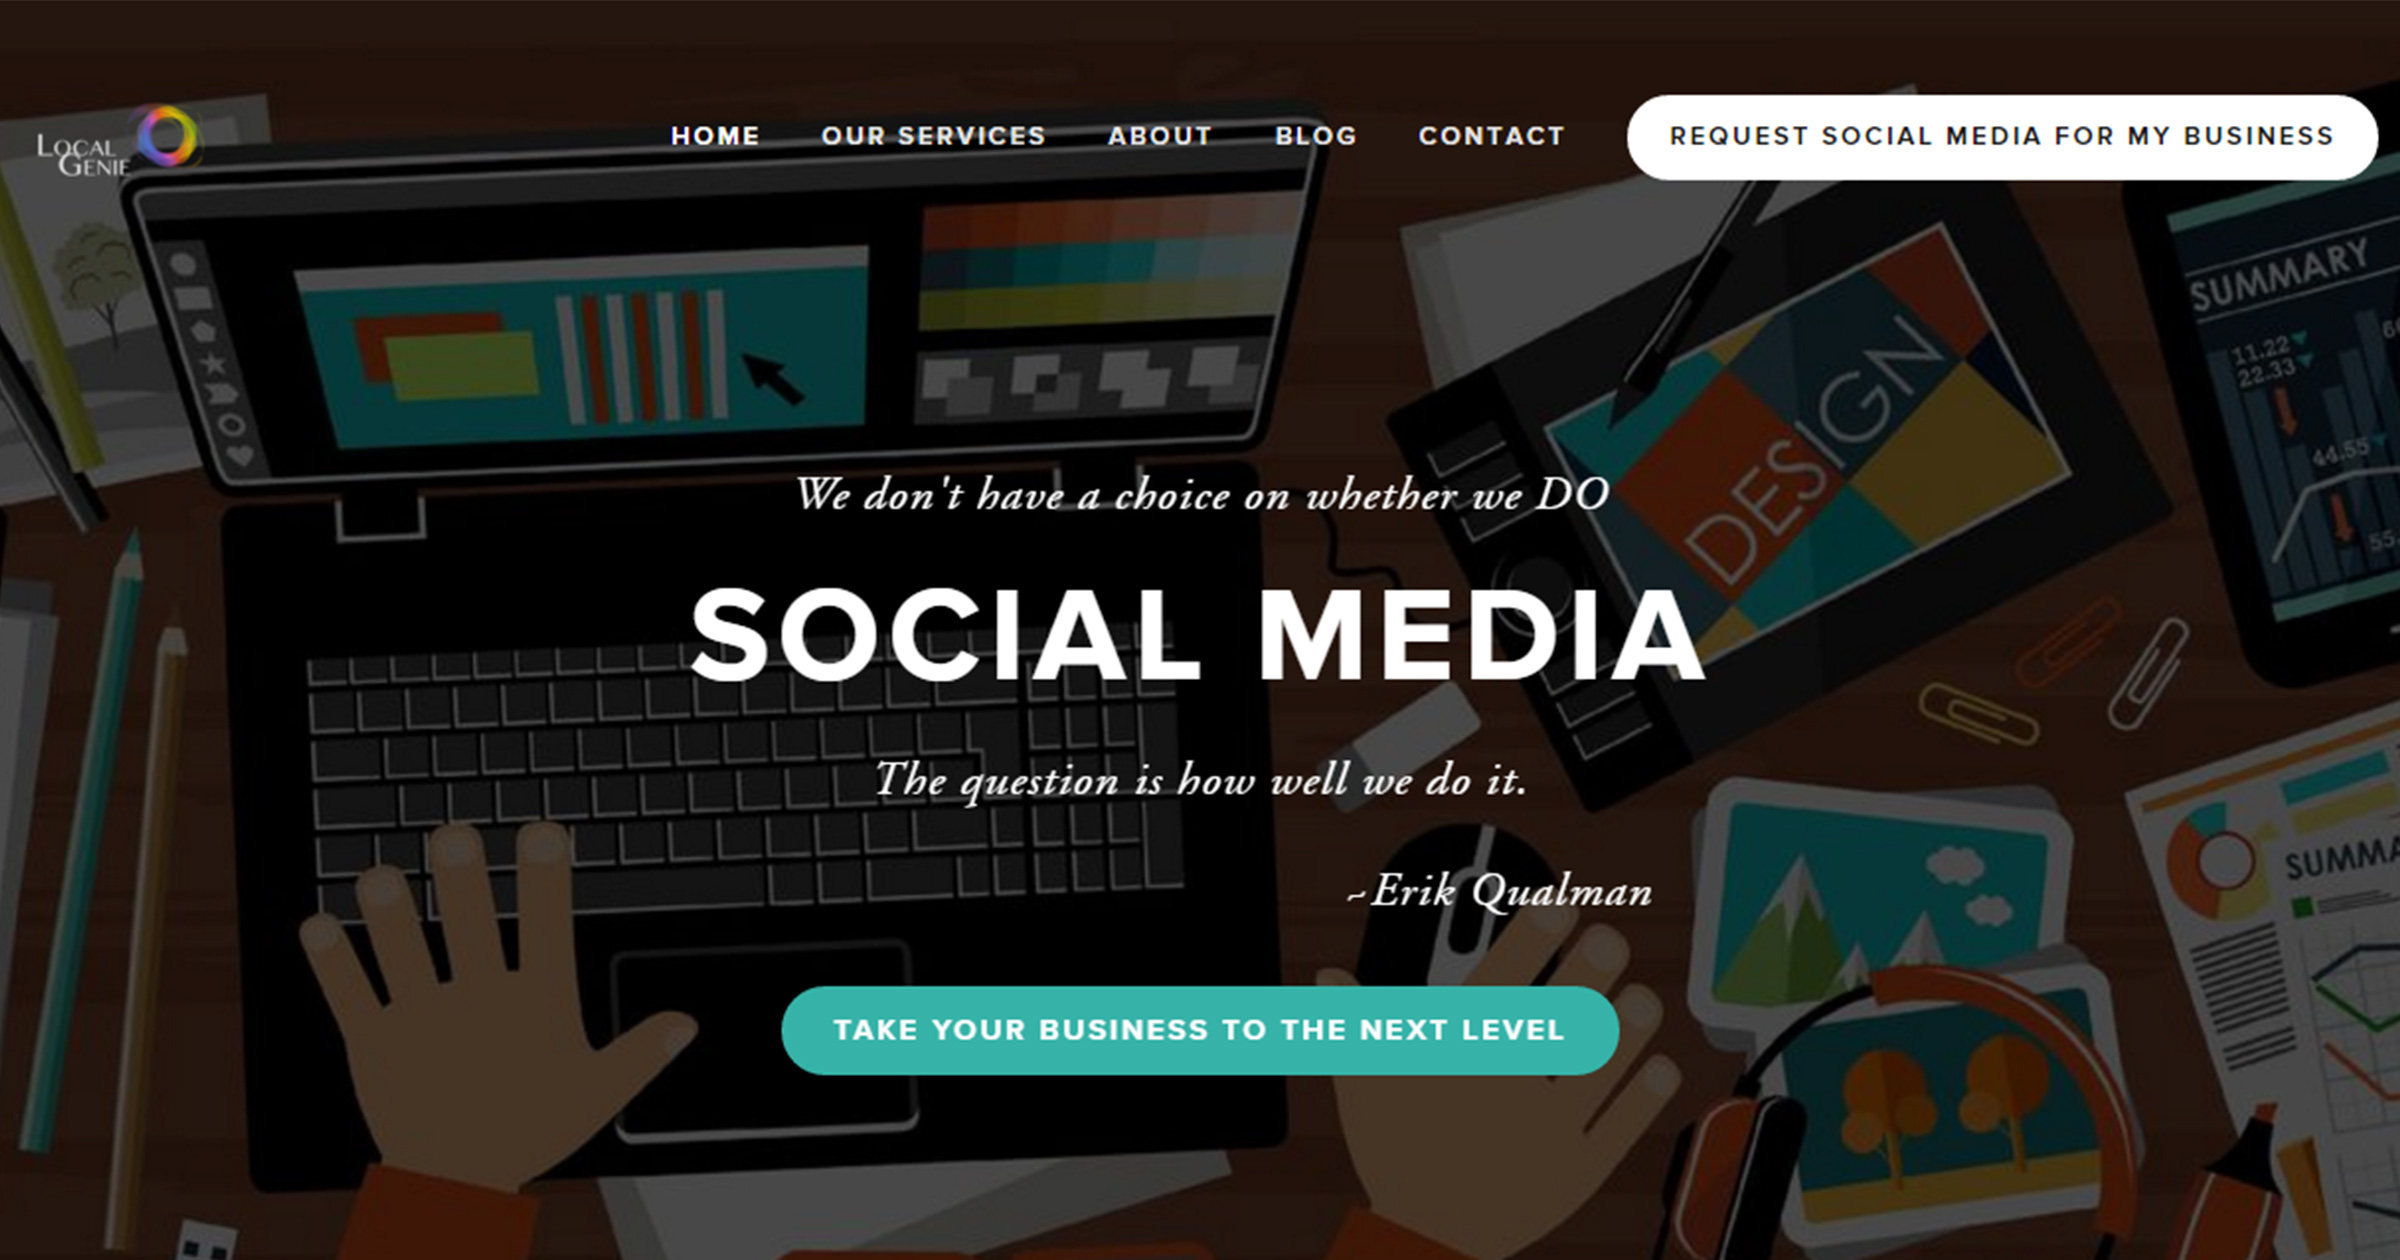 LOCAL
GENIE
HOME
OUR SERVICES
ABOUT
BLOG
CONTACT
REQUEST SOCIAL MEDIA FOR MY BUSINESS
SUMMARY
11.22
22.33
44.55
55.
DESIGN
We don't have a choice on whether we DO
SOCIAL MEDIA
The question is how well we do it.
~Erik Qualman
SUMMA
TAKE YOUR BUSINESS TO THE NEXT LEVEL